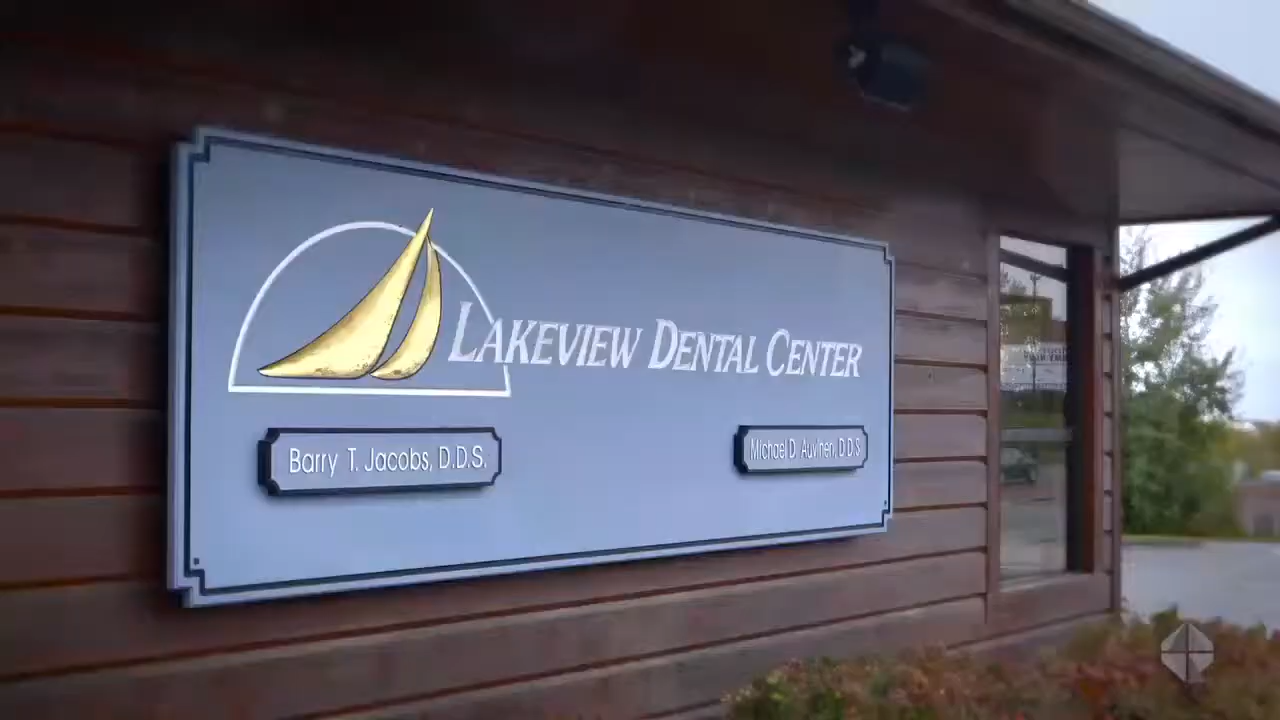 LAKEVIEW DENTAL CENTER
Barry T. Jacobs, D.D.S.
Michael D. Auvinen, D.D.S